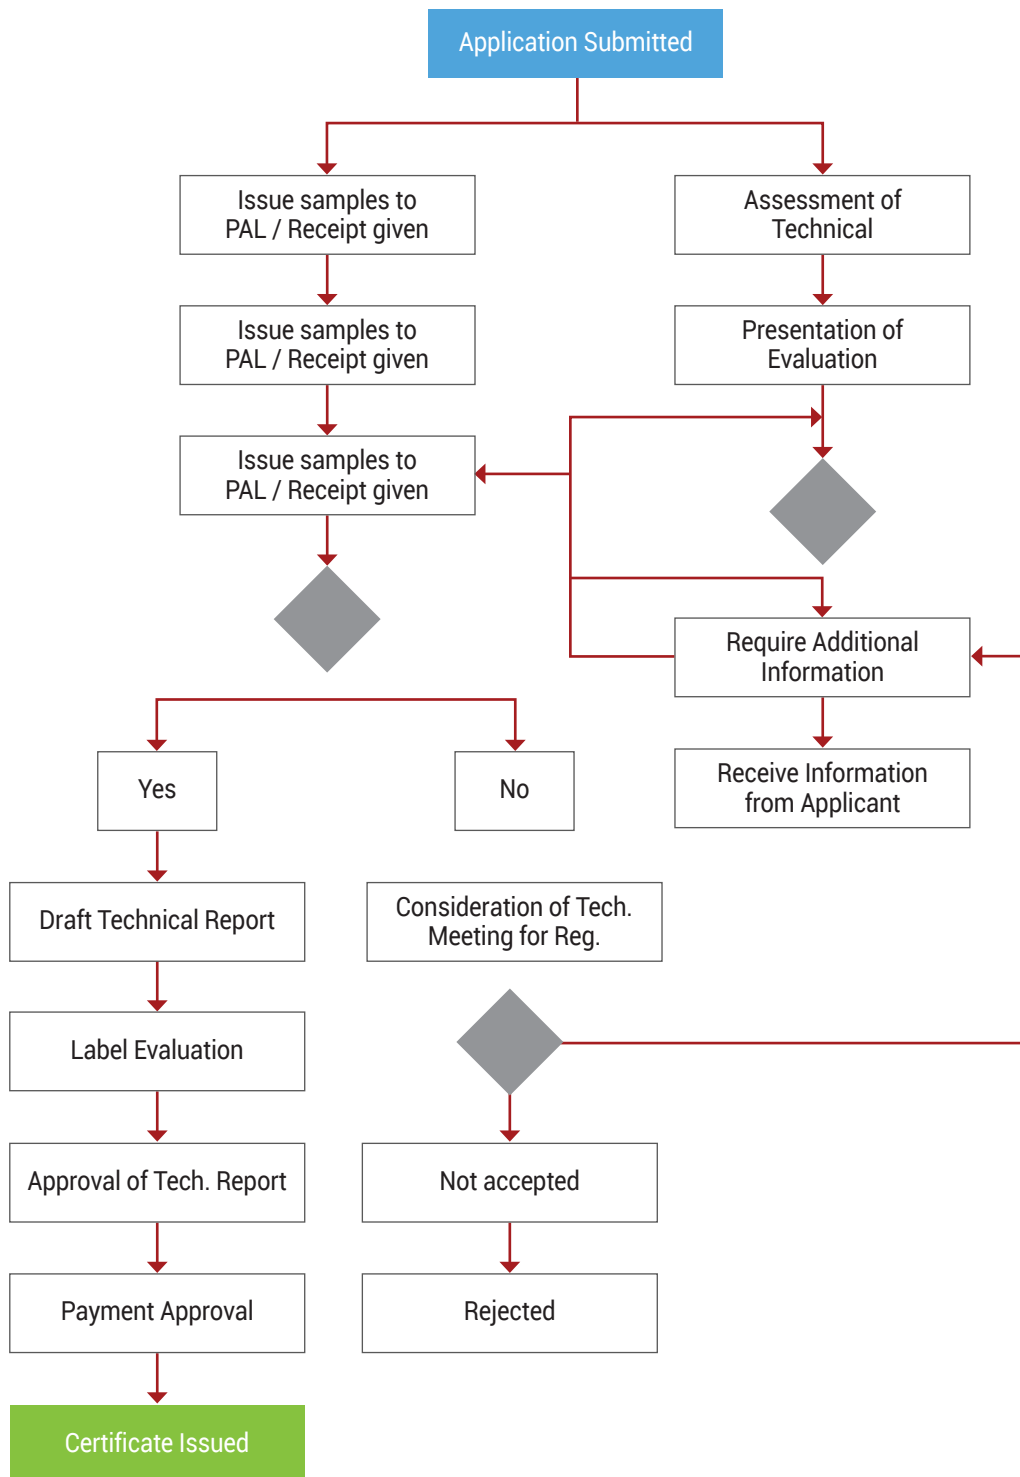 Application Submitted
Issue samples to
PAL / Receipt given
Assessment of
Technical
Issue samples to
PAL / Receipt given
Presentation of
Evaluation
Issue samples to
PAL / Receipt given
Require Additional
Information
Yes
No
Receive Information
from Applicant
Draft Technical Report
Consideration of Tech.
Meeting for Reg.
Label Evaluation
Approval of Tech. Report
Not accepted
Payment Approval
Rejected
Certificate Issued